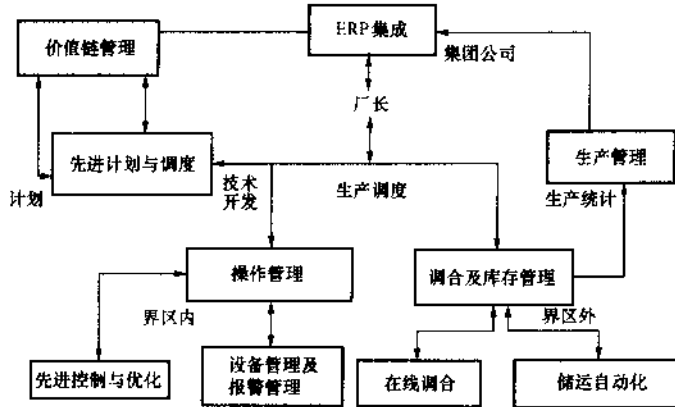 ERP集成
价值链管理
集团公司
厂长
先进计划与调度
生产管理
计划
技术
开发
生产调度
生产统计
操作管理
调合及库存管理
界区内
界区外
先进控制与优化
设备管理及
报警管理
在线调合
储运自动化